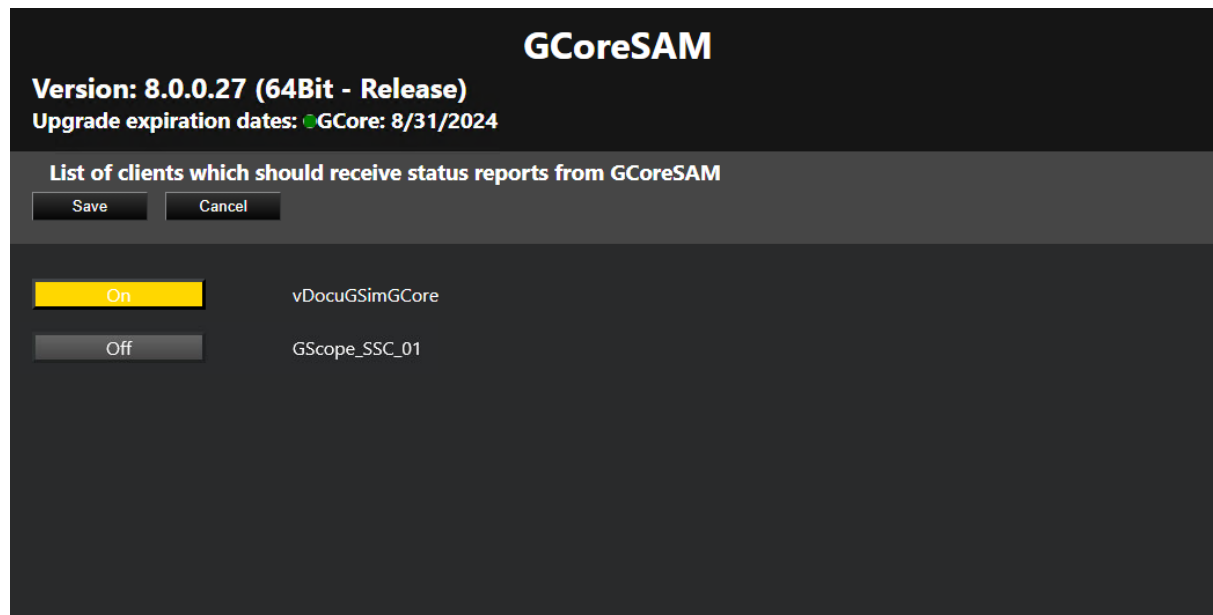 GCoreSAM
Version: 8.0.0.27 (64Bit - Release)
Upgrade expiration dates: GCore: 8/31/2024
List of clients which should receive status reports from GCoreSAM
Save Cancel
On vDocuGSimGCore
Off GScope_SSC_01